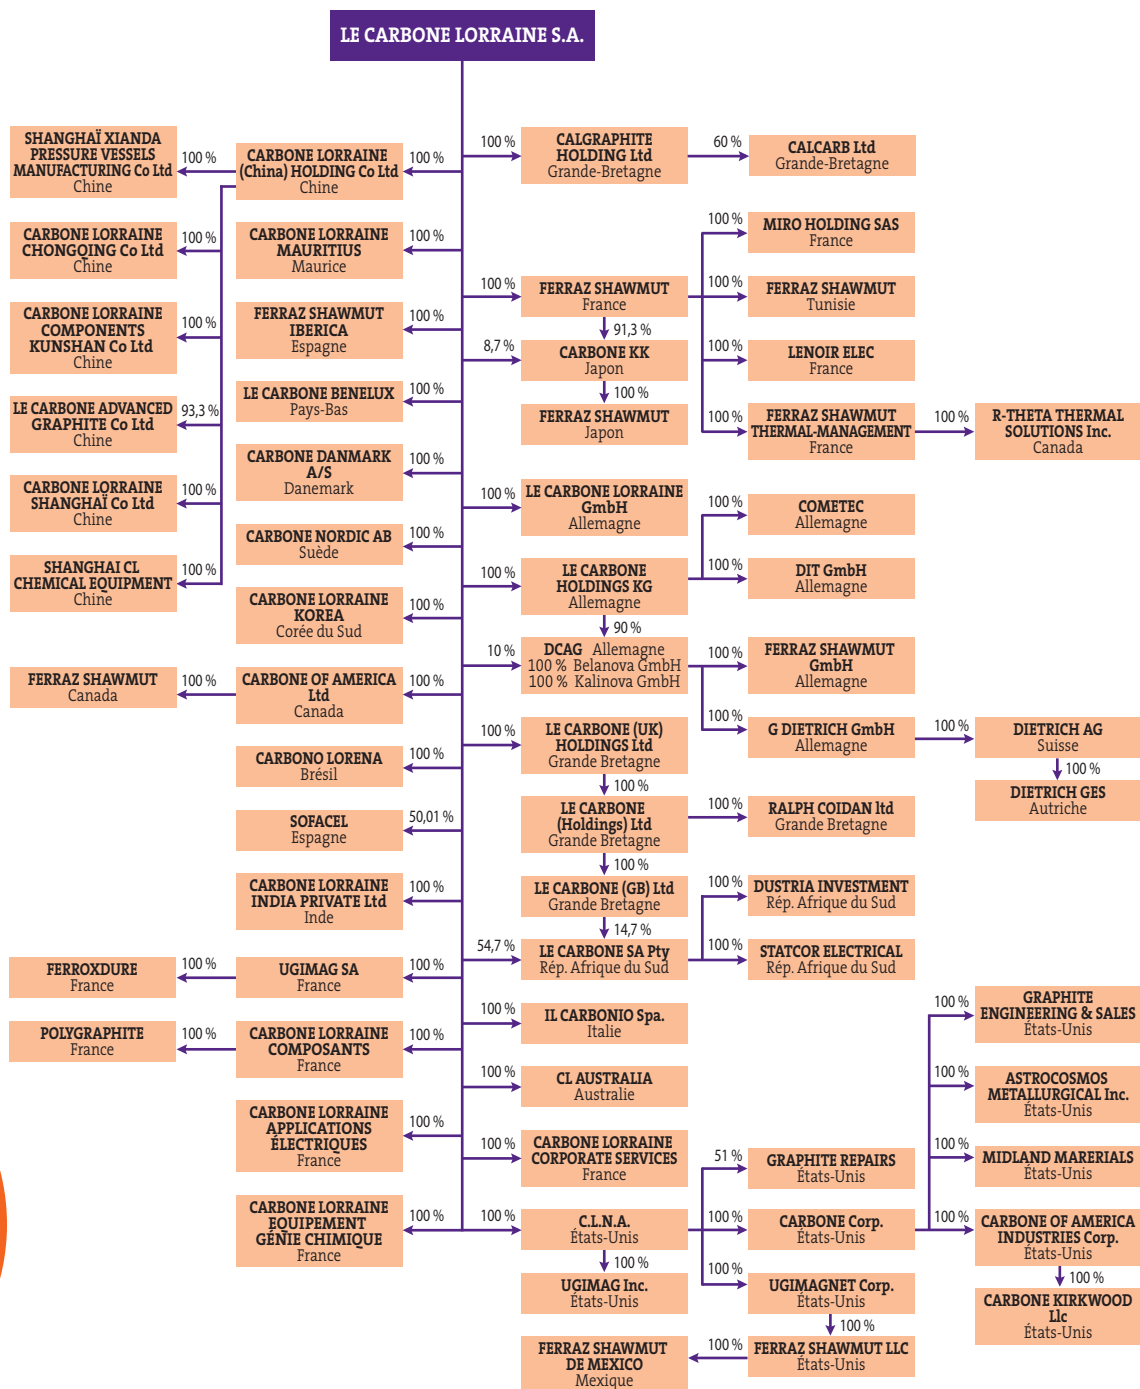 LE CARBONE LORRAINE S.A.
SHANGHAÏ XIANDA
PRESSURE VESSELS
MANUFACTURING Co Ltd
Chine
100 %
CARBONE LORRAINE
(China) HOLDING Co Ltd
Chine
100 %
CARBONE LORRAINE
CHONGQING Co Ltd
Chine
100 %
CARBONE LORRAINE
COMPONENTS
KUNSHAN Co Ltd
Chine
100 %
LE CARBONE ADVANCED
GRAPHITE Co Ltd
Chine
93,3 %
CARBONE LORRAINE
SHANGHAÏ Co Ltd
Chine
100 %
SHANGHAI CL
CHEMICAL EQUIPMENT
Chine
100 %
CARBONE LORRAINE
MAURITIUS
Maurice
100 %
FERRAZ SHAWMUT
IBERICA
Espagne
100 %
LE CARBONE BENELUX
Pays-Bas
100 %
CARBONE DANMARK
A/S
Danemark
100 %
CARBONE NORDIC AB
Suède
100 %
CARBONE LORRAINE
KOREA
Corée du Sud
100 %
FERRAZ SHAWMUT
Canada
100 %
CARBONE OF AMERICA
Ltd
Canada
100 %
CARBONO LORENA
Brésil
100 %
SOFACEL
Espagne
50,01 %
CARBONE LORRAINE
INDIA PRIVATE Ltd
Inde
100 %
FERROXDURE
France
100 %
UGIMAG SA
France
100 %
POLYGRAPHITE
France
100 %
CARBONE LORRAINE
COMPOSANTS
France
100 %
CARBONE LORRAINE
APPLICATIONS
ÉLECTRIQUES
France
100 %
CARBONE LORRAINE
EQUIPEMENT
GÉNIE CHIMIQUE
France
100 %
100 %
CALGRAPHITE
HOLDING Ltd
Grande-Bretagne
60 %
CALCARB Ltd
Grande-Bretagne
100 %
FERRAZ SHAWMUT
France
100 %
MIRO HOLDING SAS
France
100 %
FERRAZ SHAWMUT
Tunisie
100 %
LENOIR ELEC
France
100 %
FERRAZ SHAWMUT
THERMAL-MANAGEMENT
France
100 %
R-THETA THERMAL
SOLUTIONS Inc.
Canada
91,3 %
8,7 %
CARBONE KK
Japon
100 %
FERRAZ SHAWMUT
Japon
100 %
LE CARBONE LORRAINE
GmbH
Allemagne
100 %
LE CARBONE
HOLDINGS KG
Allemagne
100 %
COMETEC
Allemagne
100 %
DIT GmbH
Allemagne
90 %
10 %
DCAG Allemagne
100 % Belanova GmbH
100 % Kalinova GmbH
100 %
FERRAZ SHAWMUT
GmbH
Allemagne
100 %
G DIETRICH GmbH
Allemagne
100 %
DIETRICH AG
Suisse
100 %
DIETRICH GES
Autriche
100 %
LE CARBONE (UK)
HOLDINGS Ltd
Grande Bretagne
100 %
LE CARBONE
(Holdings) Ltd
Grande Bretagne
100 %
RALPH COIDAN ltd
Grande Bretagne
100 %
LE CARBONE (GB) Ltd
Grande Bretagne
14,7 %
54,7 %
LE CARBONE SA Pty
Rép. Afrique du Sud
100 %
DUSTRIA INVESTMENT
Rép. Afrique du Sud
100 %
STATCOR ELECTRICAL
Rép. Afrique du Sud
100 %
IL CARBONIO Spa.
Italie
100 %
CL AUSTRALIA
Australie
100 %
CARBONE LORRAINE
CORPORATE SERVICES
France
100 %
C.L.N.A.
États-Unis
100 %
UGIMAG Inc.
États-Unis
51 %
GRAPHITE REPAIRS
États-Unis
100 %
CARBONE Corp.
États-Unis
100 %
UGIMAGNET Corp.
États-Unis
100 %
FERRAZ SHAWMUT LLC
États-Unis
100 %
FERRAZ SHAWMUT
DE MEXICO
Mexique
100 %
GRAPHITE
ENGINEERING & SALES
États-Unis
100 %
ASTROCOSMOS
METALLURGICAL Inc.
États-Unis
100 %
MIDLAND MARERIALS
États-Unis
100 %
CARBONE OF AMERICA
INDUSTRIES Corp.
États-Unis
100 %
CARBONE KIRKWOOD
Llc
États-Unis